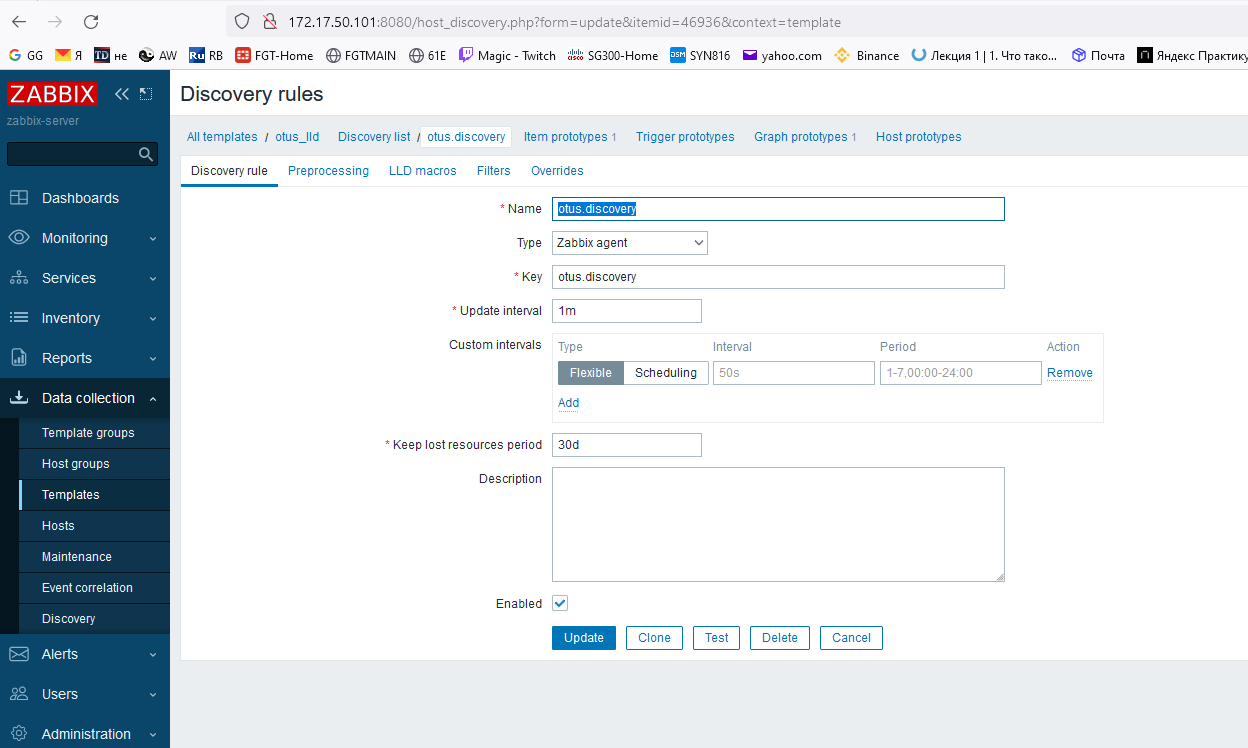 172.17.50.101:8080/host_discovery.php?form=update&itemid=46936&context=template
GG Я не AW RB FGT-Home FGTMAIN 61E Magic - Twitch SG300-Home SYN816 yahoo.com Binance Лекция 1 | 1. Что тако... Почта Яндекс Практику
ZABBIX
zabbix-server
Discovery rules
All templates / otus_lld Discovery list / otus.discovery Item prototypes 1 Trigger prototypes Graph prototypes 1 Host prototypes
Discovery rule Preprocessing LLD macros Filters Overrides
Dashboards
Monitoring
Services
Inventory
Reports
Data collection
Template groups
Host groups
Templates
Hosts
Maintenance
Event correlation
Discovery
Alerts
Users
Administration
* Name otus.discovery
Type Zabbix agent
* Key otus.discovery
* Update interval 1m
Custom intervals Type Interval Period Action
Flexible Scheduling 50s 1-7,00:00-24:00 Remove
Add
* Keep lost resources period 30d
Description
Enabled
Update Clone Test Delete Cancel